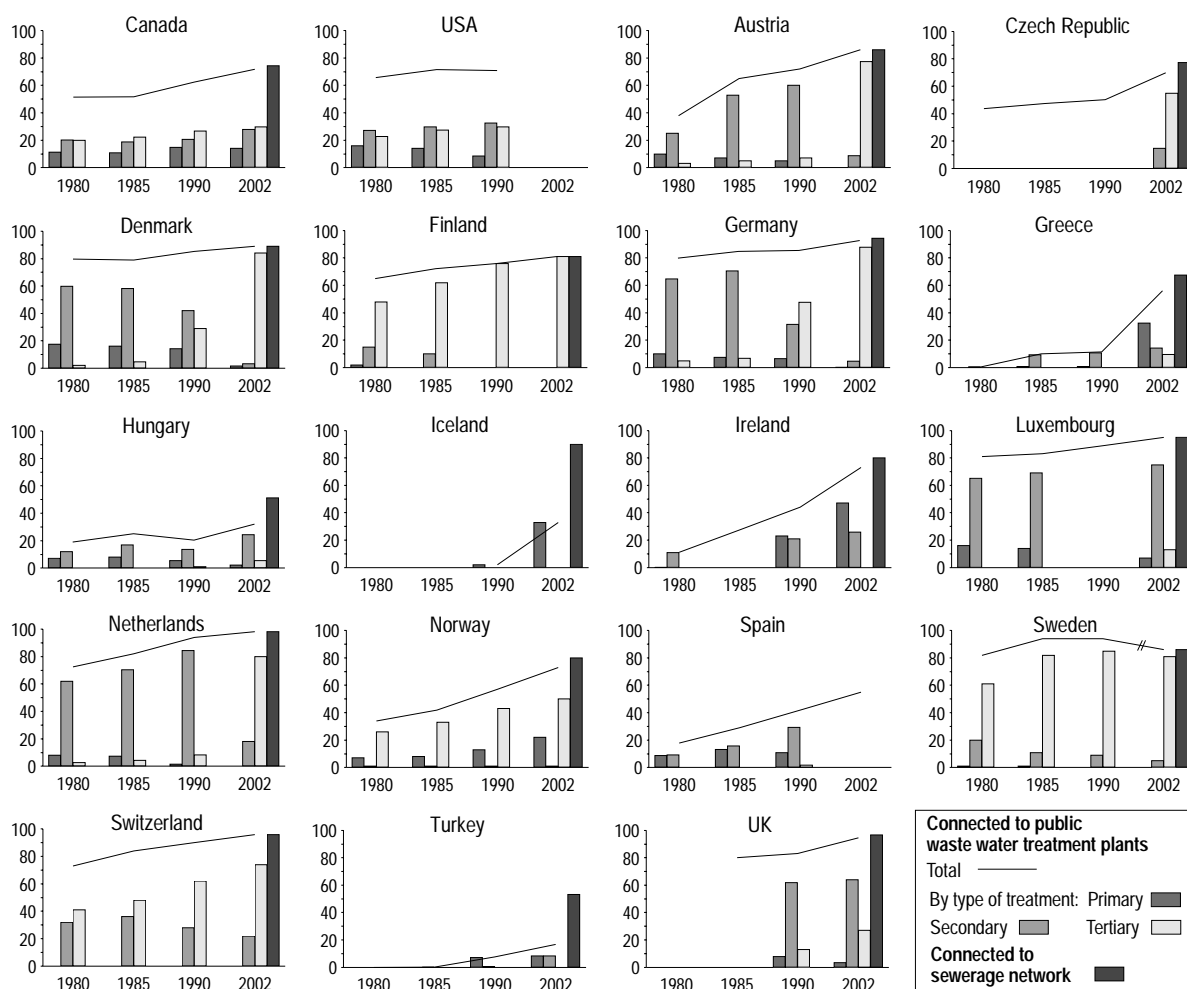 Canada
100
80
60
40
20
0
1980 1985 1990 2002
USA
100
80
60
40
20
0
1980 1985 1990 2002
Austria
100
80
60
40
20
0
1980 1985 1990 2002
Czech Republic
100
80
60
40
20
0
1980 1985 1990 2002
Denmark
100
80
60
40
20
0
1980 1985 1990 2002
Finland
100
80
60
40
20
0
1980 1985 1990 2002
Germany
100
80
60
40
20
0
1980 1985 1990 2002
Greece
100
80
60
40
20
0
1980 1985 1990 2002
Hungary
100
80
60
40
20
0
1980 1985 1990 2002
Iceland
100
80
60
40
20
0
1980 1985 1990 2002
Ireland
100
80
60
40
20
0
1980 1985 1990 2002
Luxembourg
100
80
60
40
20
0
1980 1985 1990 2002
Netherlands
100
80
60
40
20
0
1980 1985 1990 2002
Norway
100
80
60
40
20
0
1980 1985 1990 2002
Spain
100
80
60
40
20
0
1980 1985 1990 2002
Sweden
100
80
60
40
20
0
1980 1985 1990 2002
Switzerland
100
80
60
40
20
0
1980 1985 1990 2002
Turkey
100
80
60
40
20
0
1980 1985 1990 2002
UK
100
80
60
40
20
0
1980 1985 1990 2002
Connected to public
waste water treatment plants
Total
By type of treatment: Primary
Secondary Tertiary
Connected to
sewerage network